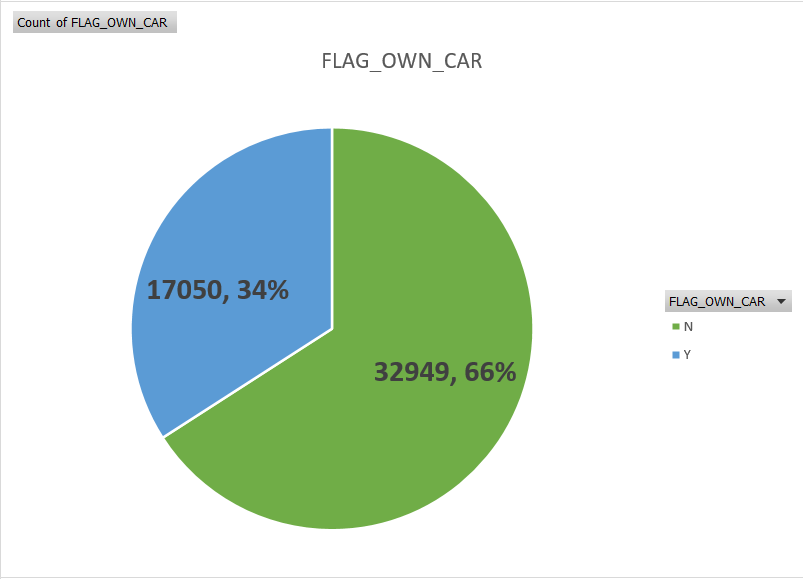 Count of FLAG_OWN_CAR
FLAG_OWN_CAR
17050, 34%
32949, 66%
FLAG_OWN_CAR
N
Y